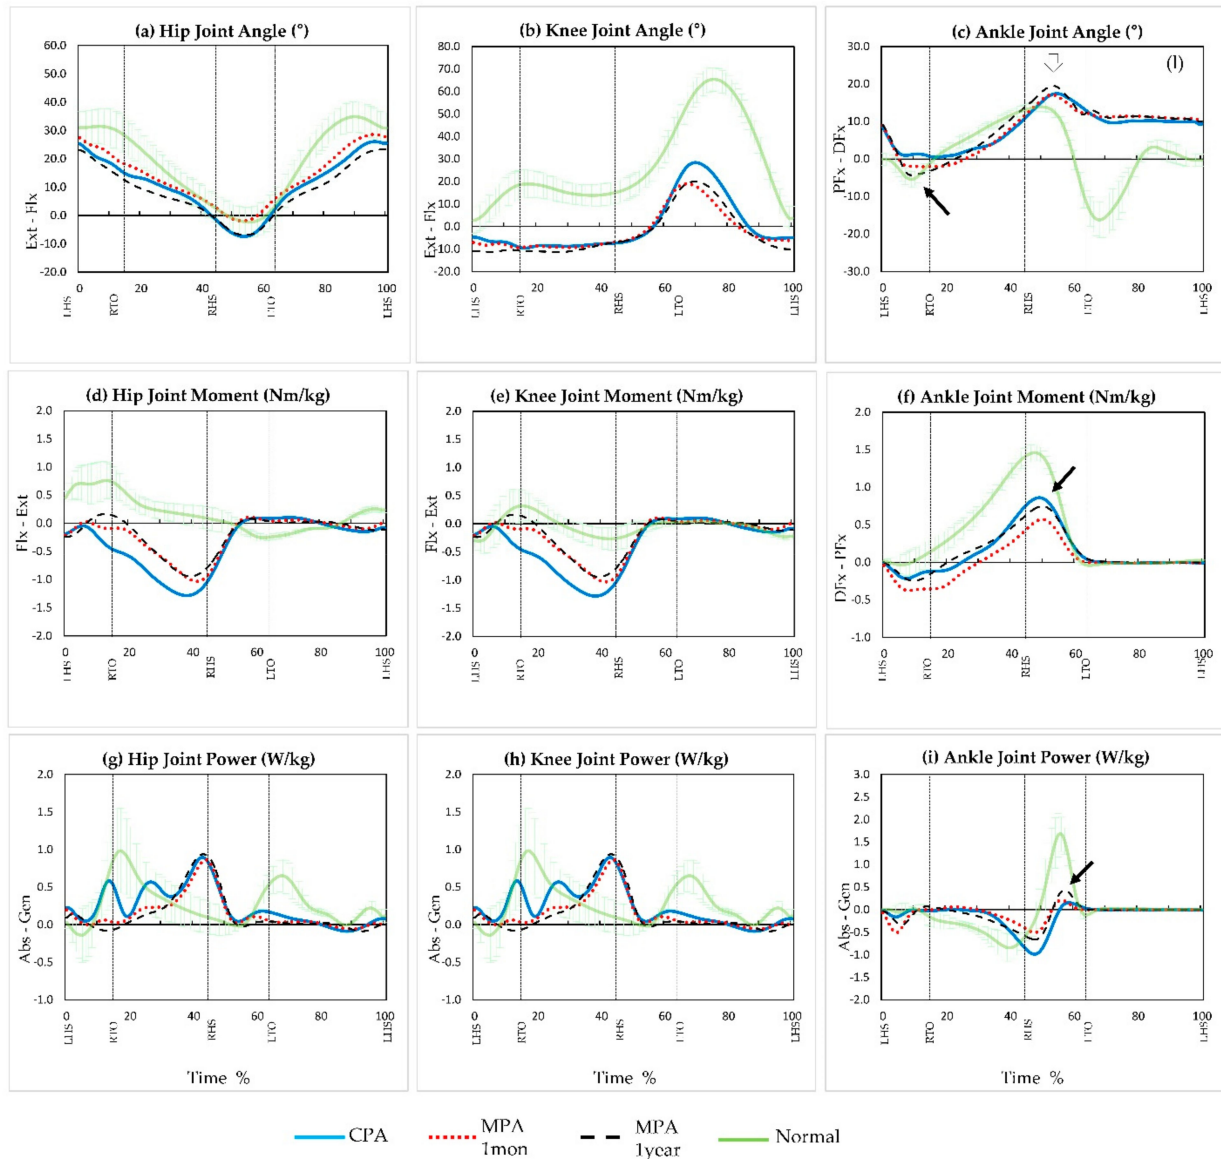 (a) Hip Joint Angle (°)
60.0
50.0
40.0
30.0
20.0
10.0
0.0
-10.0
-20.0
Ext - Flx
0 20 40 60 80 100
LHS RTO RHS LTO LHS
(b) Knee Joint Angle (°)
80.0
70.0
60.0
50.0
40.0
30.0
20.0
10.0
0.0
-10.0
-20.0
Ext - Flx
0 20 40 60 80 100
LHS RTO RHS LTO LHS
(c) Ankle Joint Angle (°)
(l)
30.0
20.0
10.0
0.0
-10.0
-20.0
-30.0
PFx - DFx
0 20 40 60 80 100
LHS RTO RHS LTO LHS
(d) Hip Joint Moment (Nm/kg)
2.0
1.5
1.0
0.5
0.0
-0.5
-1.0
-1.5
-2.0
Flx - Ext
0 20 40 60 80 100
LHS RTO RHS LTO LHS
(e) Knee Joint Moment (Nm/kg)
2.0
1.5
1.0
0.5
0.0
-0.5
-1.0
-1.5
-2.0
Flx - Ext
0 20 40 60 80 100
LHS RTO RHS LTO LHS
(f) Ankle Joint Moment (Nm/kg)
2.0
1.5
1.0
0.5
0.0
-0.5
-1.0
DFx - PFx
0 20 40 60 80 100
LHS RTO RHS LTO LHS
(g) Hip Joint Power (W/kg)
2.0
1.5
1.0
0.5
0.0
-0.5
-1.0
Abs - Gen
0 20 40 60 80 100
LHS RTO RHS LTO LHS
Time %
(h) Knee Joint Power (W/kg)
2.0
1.5
1.0
0.5
0.0
-0.5
-1.0
Abs - Gen
0 20 40 60 80 100
LHS RTO RHS LTO LHS
Time %
(i) Ankle Joint Power (W/kg)
3.0
2.5
2.0
1.5
1.0
0.5
0.0
-0.5
-1.0
-1.5
-2.0
Abs - Gen
0 20 40 60 80 100
LHS RTO RHS LTO LHS
Time %
CPA
MPA
1mon
MPA
1year
Normal